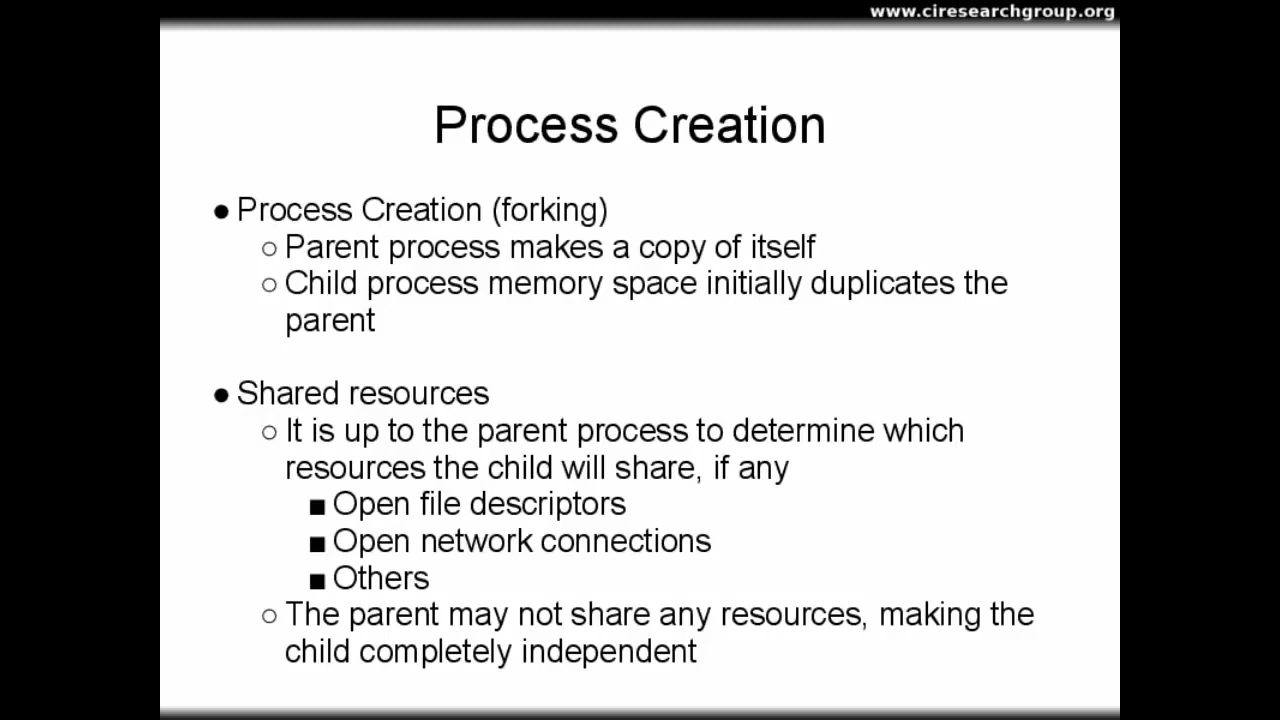 www.ciresearchgroup.org
Process Creation
● Process Creation (forking)
○ Parent process makes a copy of itself
○ Child process memory space initially duplicates the
parent
● Shared resources
○ It is up to the parent process to determine which
resources the child will share, if any
■ Open file descriptors
■ Open network connections
■ Others
○ The parent may not share any resources, making the
child completely independent